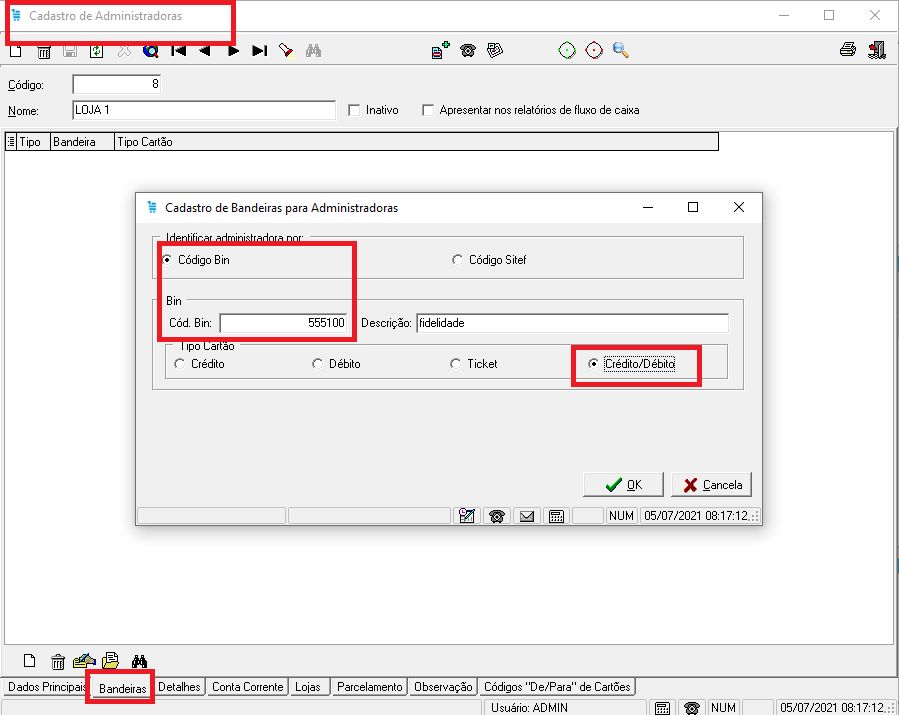 Cadastro de Administradoras
Código: 8
Nome: LOJA 1 Inativo Apresentar nos relatórios de fluxo de caixa
Tipo Bandeira Tipo Cartão
Cadastro de Bandeiras para Administradoras
Identificar administradora por:
Código Bin Código Sitef
Bin
Cód. Bin: 555100 Descrição: fidelidade
Tipo Cartão
Crédito Débito Ticket Crédito/Débito
OK Cancela
NUM 05/07/2021 08:17:12
Dados Principais Bandeiras Detalhes Conta Corrente Lojas Parcelamento Observação Códigos "De/Para" de Cartões
Usuário: ADMIN NUM 05/07/2021 08:17:12